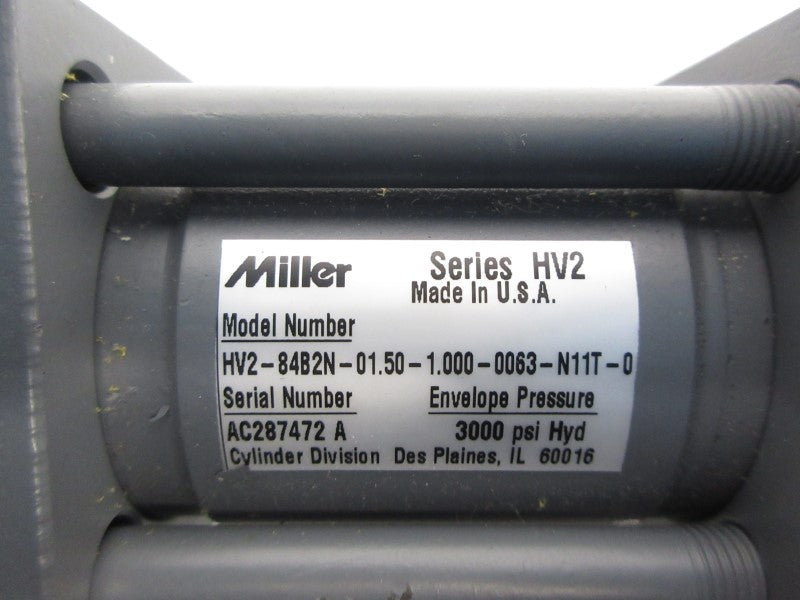 Miller Series HV2
Made In U.S.A.
Model Number
HV2-84B2N-01.50-1.000-0063-N11T-0
Serial Number Envelope Pressure
AC287472 A 3000 psi Hyd
Cylinder Division Des Plaines, IL 60016